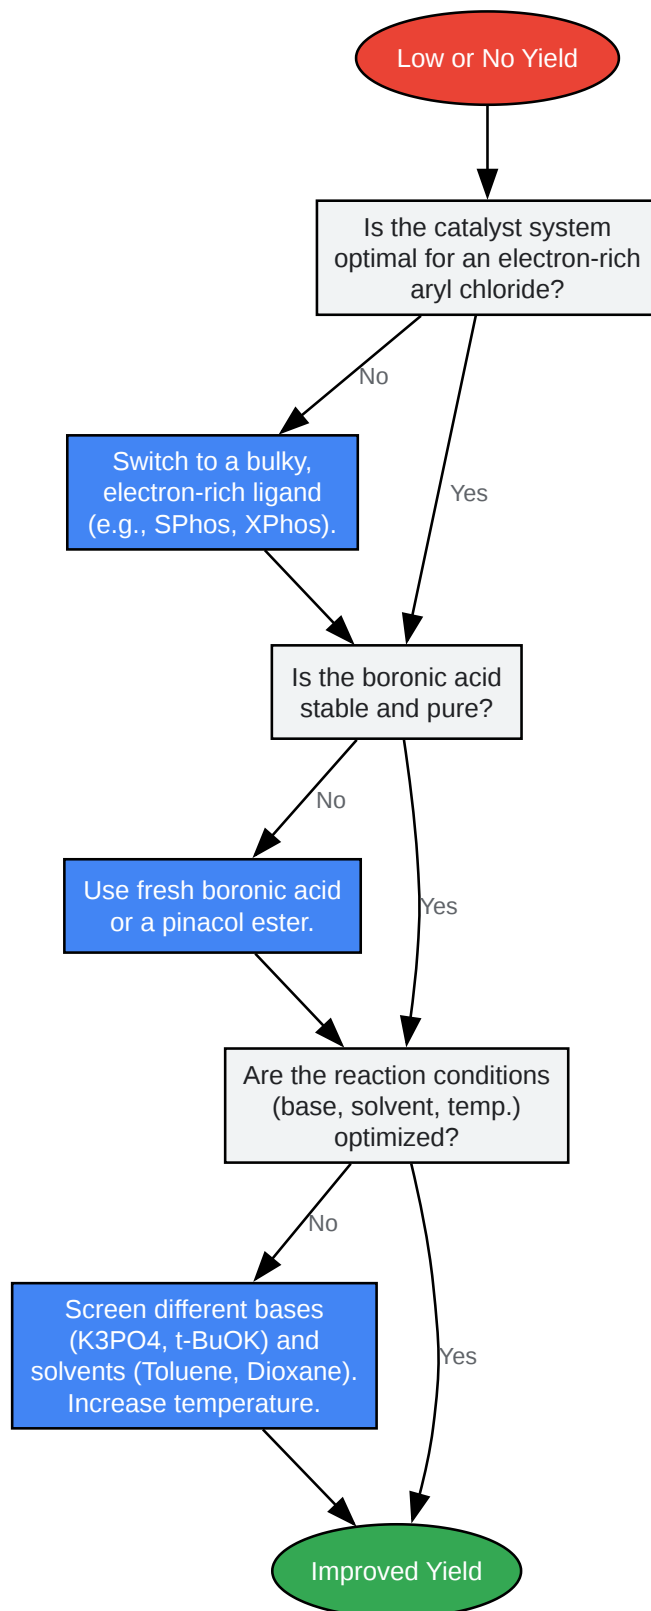 Low or No Yield
Is the catalyst system
optimal for an electron-rich
aryl chloride?
No
Switch to a bulky,
electron-rich ligand
(e.g., SPhos, XPhos).
Yes
Is the boronic acid
stable and pure?
No
Use fresh boronic acid
or a pinacol ester.
Yes
Are the reaction conditions
(base, solvent, temp.)
optimized?
No
Screen different bases
(K3PO4, t-BuOK) and
solvents (Toluene, Dioxane).
Increase temperature.
Yes
Improved Yield